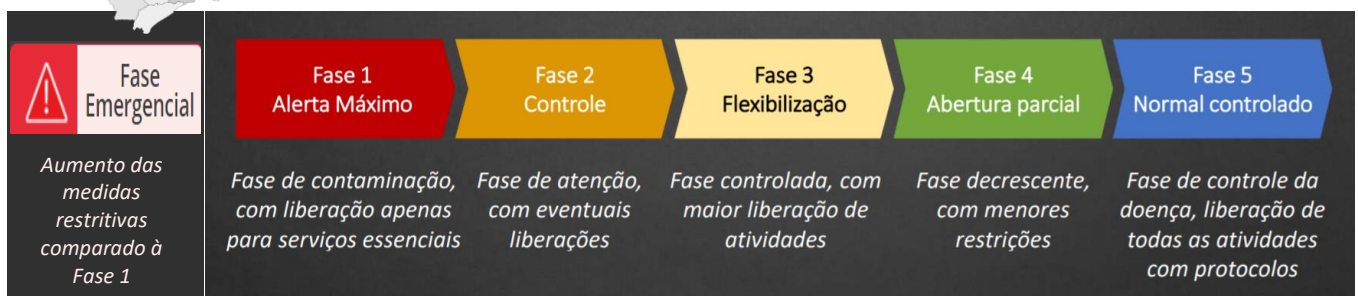 Fase
Emergencial
Aumento das
medidas
restritivas
comparado à
Fase 1
Fase 1
Alerta Máximo
Fase de contaminação,
com liberação apenas
para serviços essenciais
Fase 2
Controle
Fase de atenção,
com eventuais
liberações
Fase 3
Flexibilização
Fase controlada, com
maior liberação de
atividades
Fase 4
Abertura parcial
Fase decrescente,
com menores
restrições
Fase 5
Normal controlado
Fase de controle da
doença, liberação de
todas as atividades
com protocolos